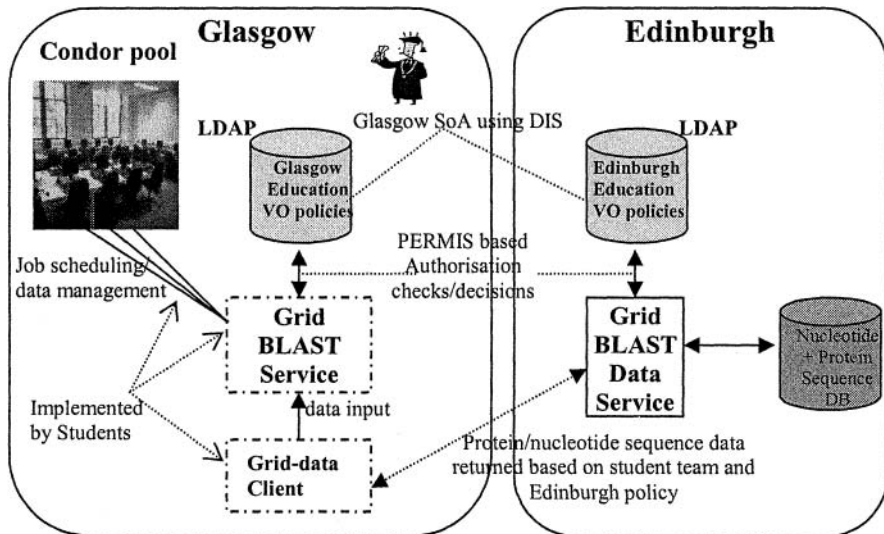 Glasgow
Edinburgh
Condor pool
LDAP
Glasgow SoA using DIS
LDAP
Glasgow
Education
VO policies
Edinburgh
Education
VO policies
Job scheduling/
data management
PERMIS based
Authorisation
checks/decisions
Grid
BLAST
Service
Grid
BLAST
Data
Service
Nucleotide
+ Protein
Sequence
DB
Implemented
by Students
data input
Grid-data
Client
Protein/nucleotide sequence data
returned based on student team and
Edinburgh policy